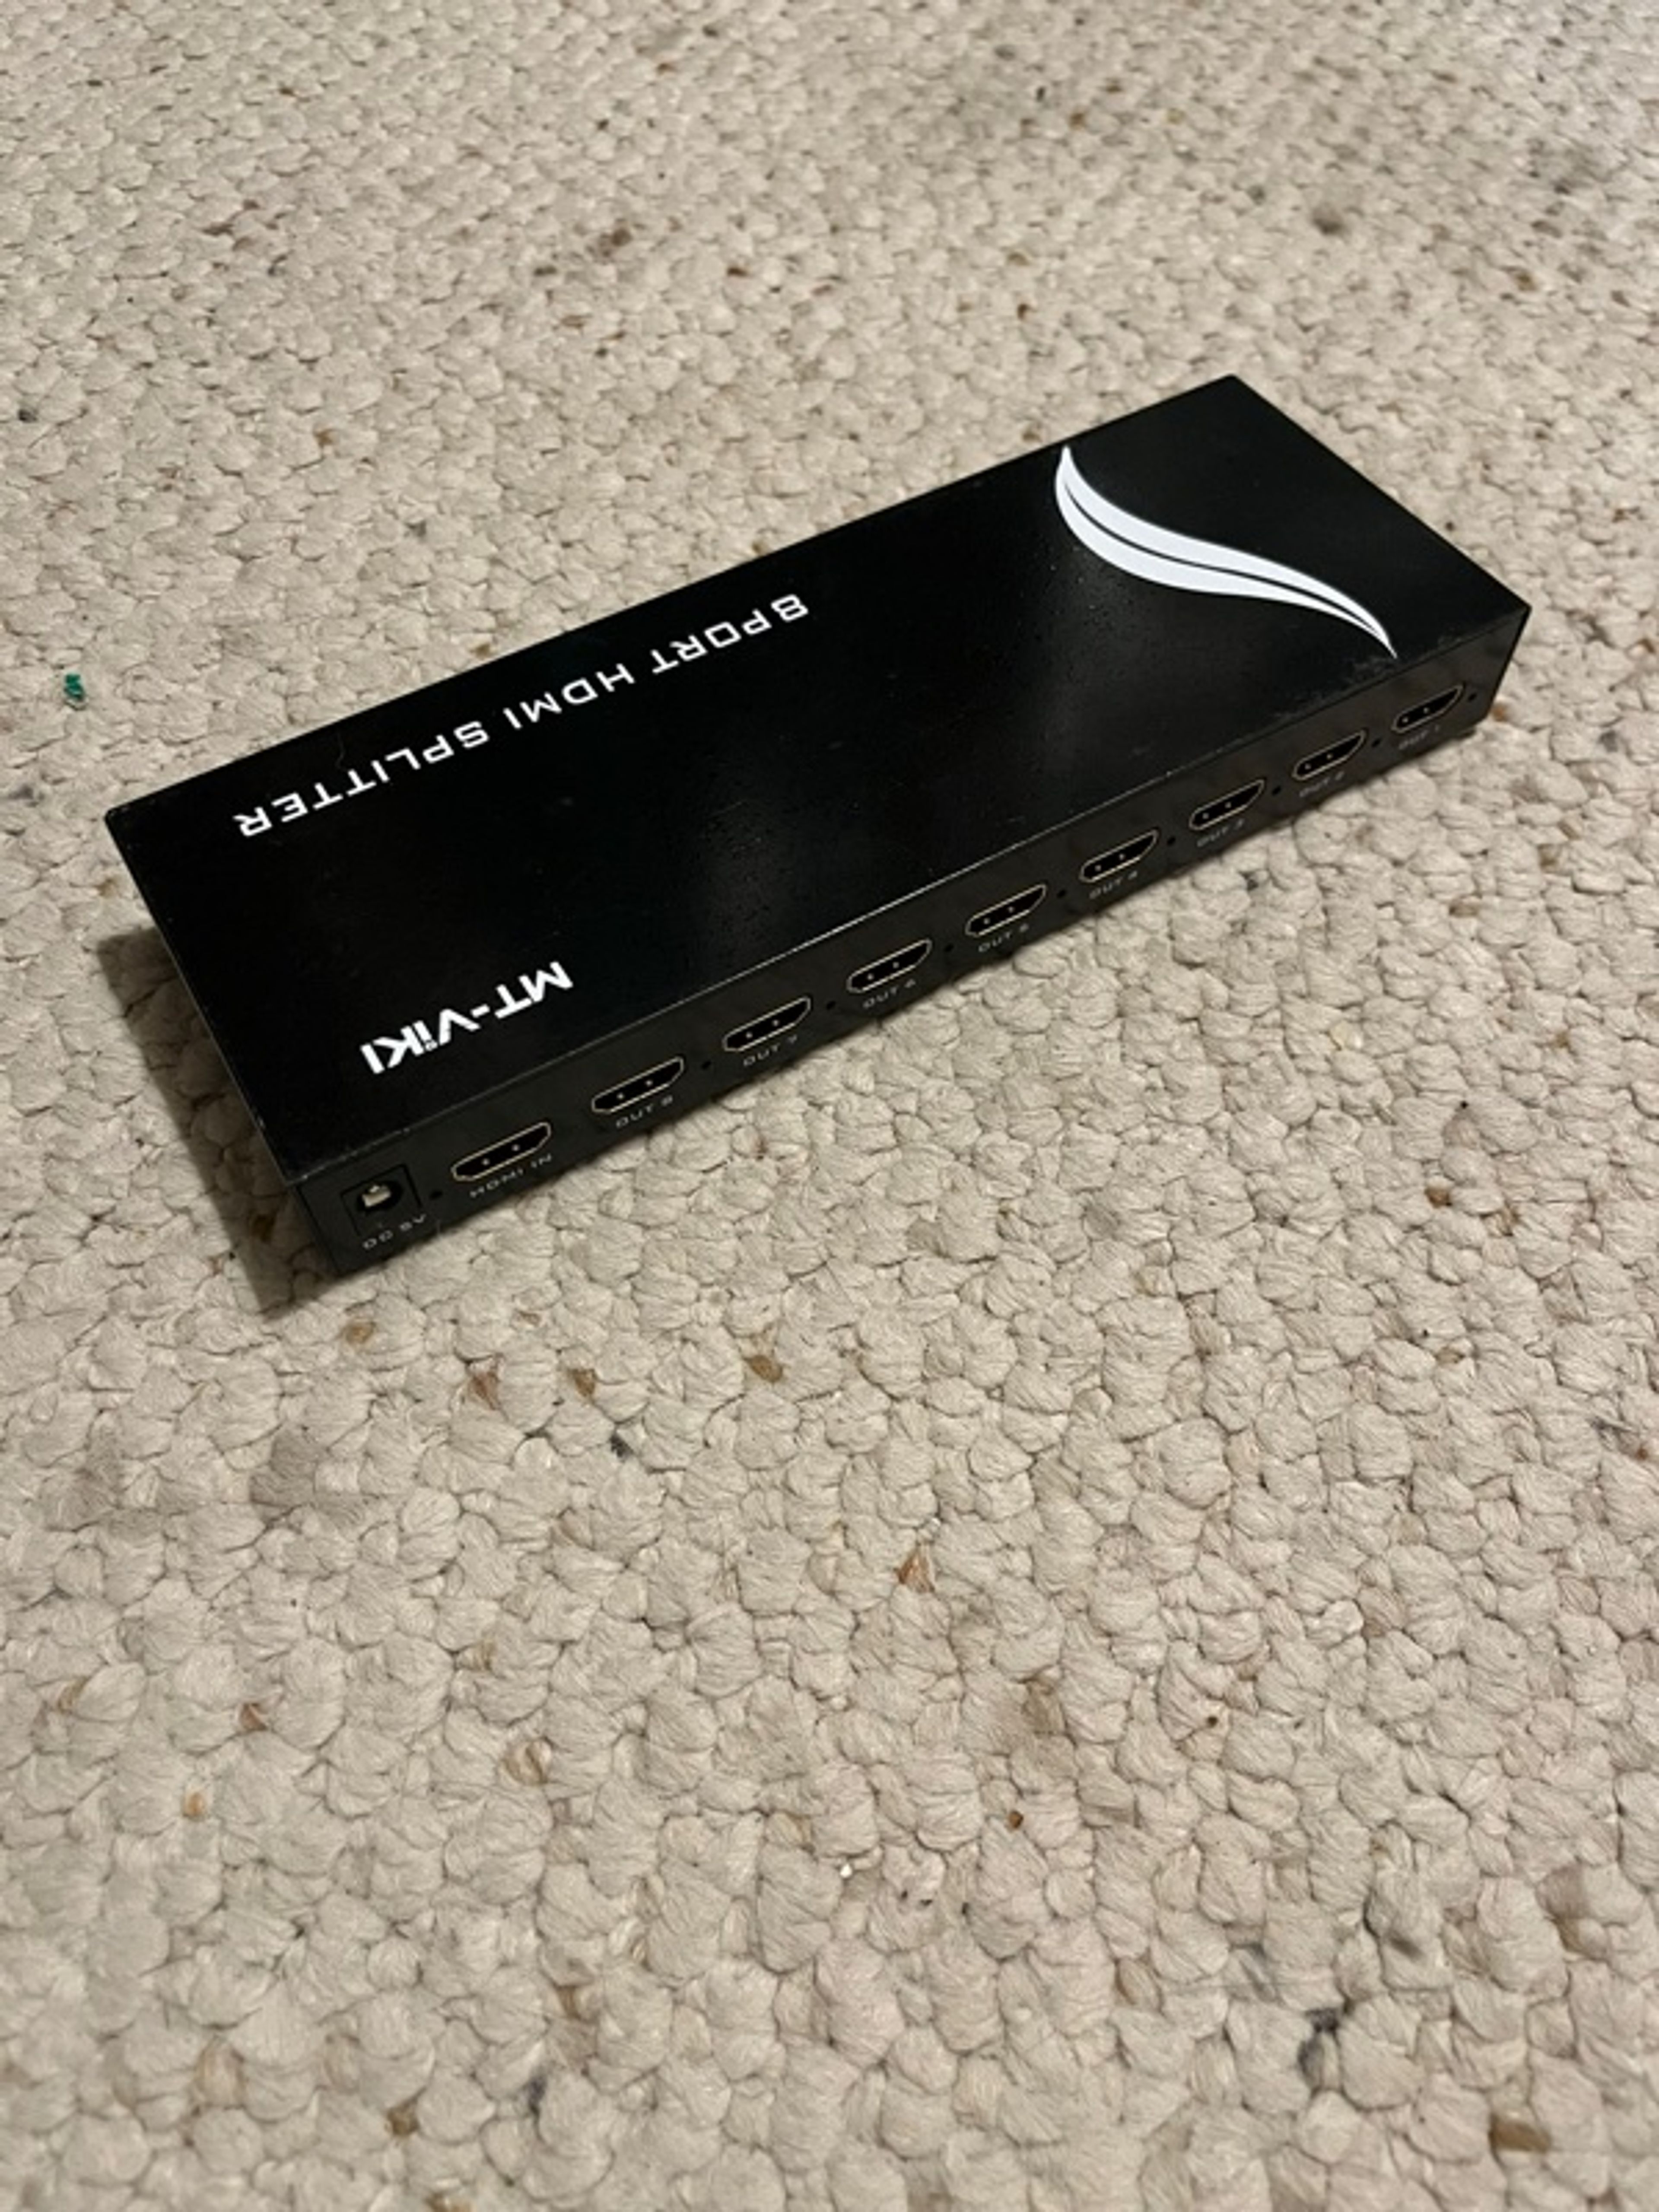 8PORT HDMI SPLITTER
MT-ViKI
DC 5V
HDMI IN
OUT 8
OUT 7
OUT 6
OUT 5
OUT 4
OUT 3
OUT 2
OUT 1